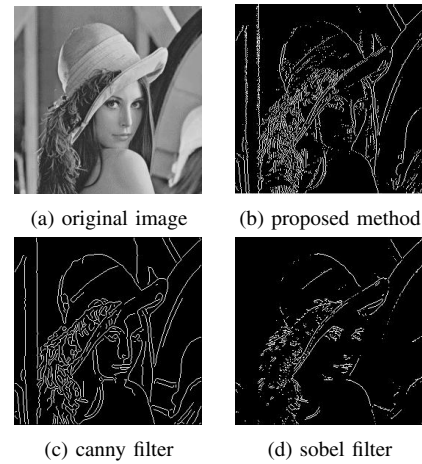 (a) original image
(b) proposed method
(c) canny filter
(d) sobel filter